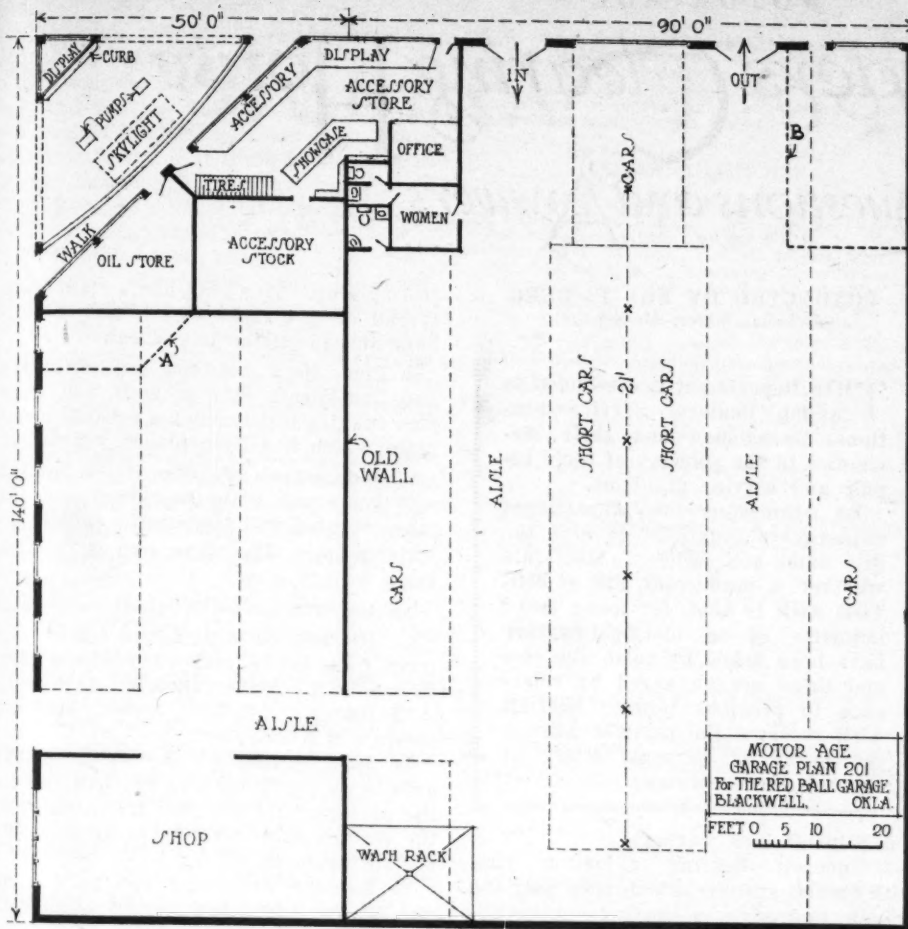 50' 0"
90' 0"
DISPLAY
CURB
DISPLAY
ACCESSORY
ACCESSORY
STORE
IN
OUT
PUMPS
SKYLIGHT
SHOWCASE
OFFICE
CARS
B
TIRES
WOMEN
WALK
OIL STORE
ACCESSORY
STOCK
A
140' 0"
OLD
WALL
AISLE
SHORT CARS
21'
SHORT CARS
AISLE
CARS
CARS
AISLE
SHOP
WASH RACK
MOTOR AGE
GARAGE PLAN 201
For THE RED BALL GARAGE
BLACKWELL, OKLA.
FEET 0 5 10 20